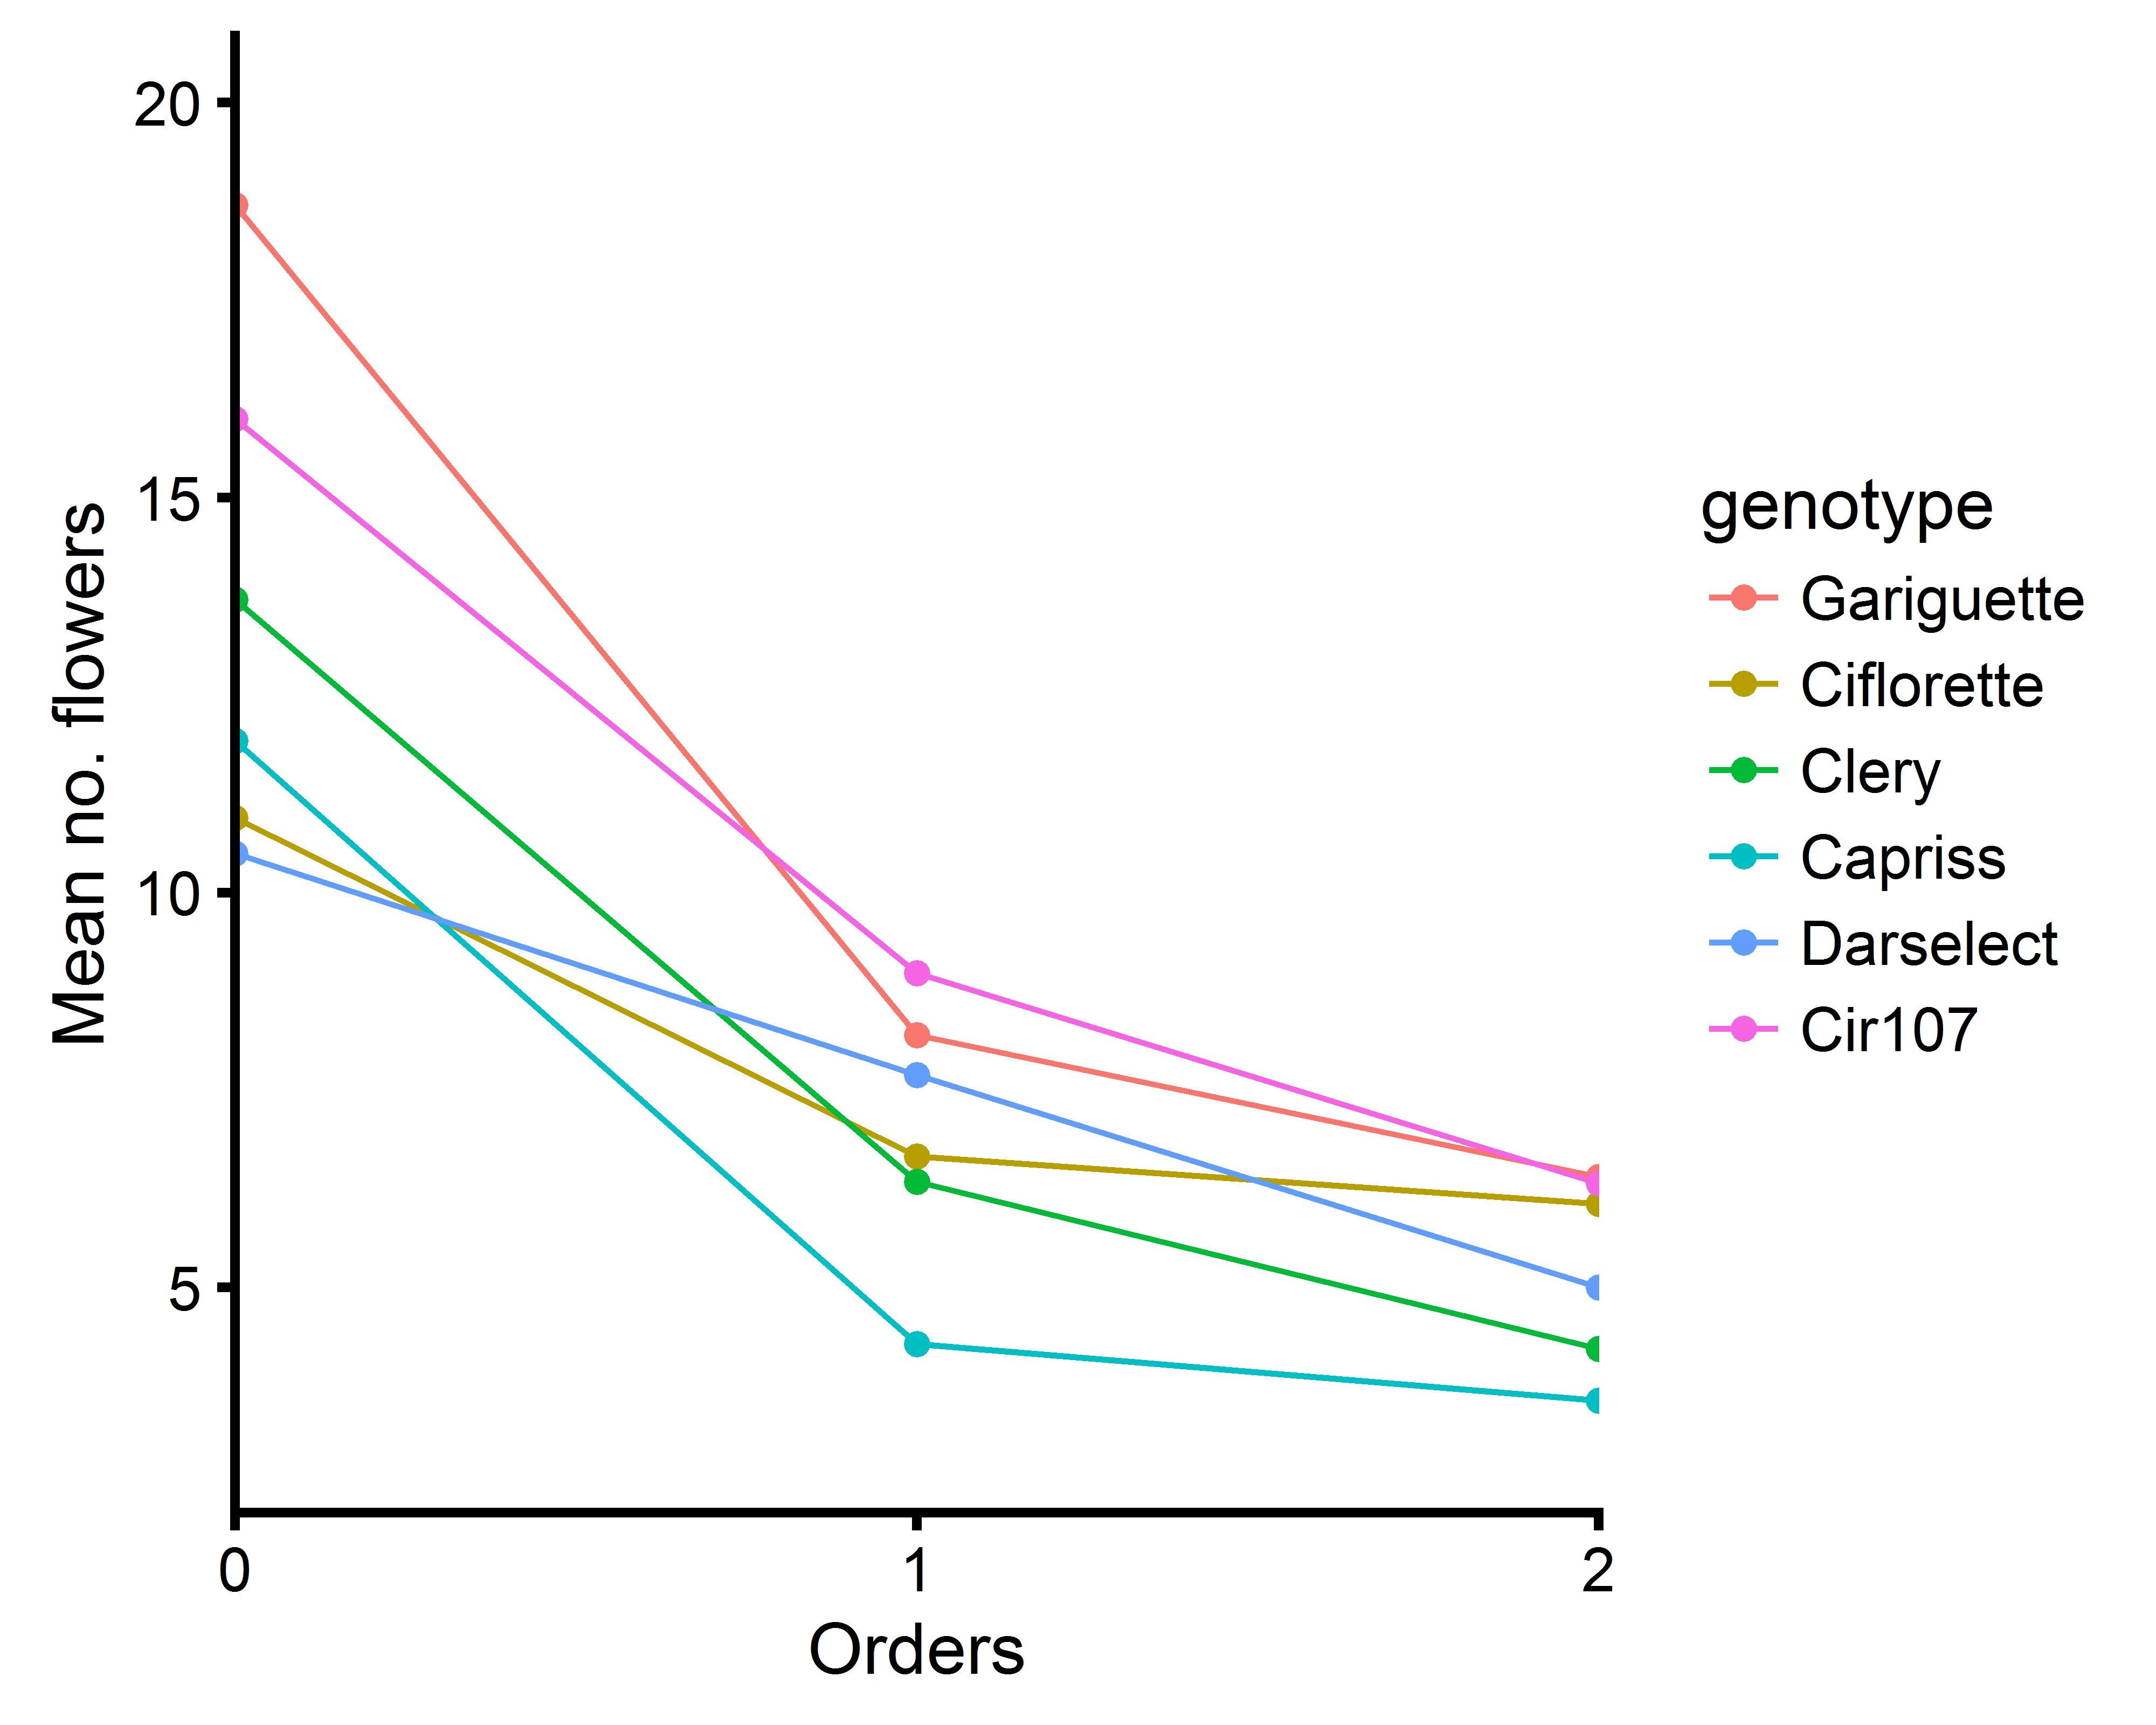 20
15
10
5
Mean no. flowers
0 1 2
Orders
genotype
Gariguette
Ciflorette
Clery
Capriss
Darselect
Cir107